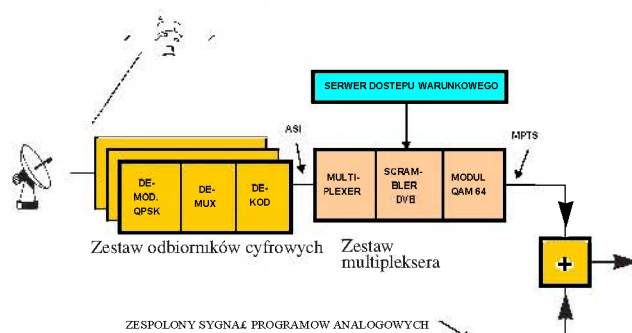 SERWER DOSTEPU WARUNKOWEGO
ASI
MPTS
DE-
MOD.
QPSK
DE-
MUX
DE-
KOD
MULTI-
PLEXER
SCRAM-
BLER
DVB
MODUL
QAM 64
Zestaw odbiorników cyfrowych
Zestaw
multipleksera
+
ZESPOLONY SYGNA£ PROGRAMOW ANALOGOWYCH